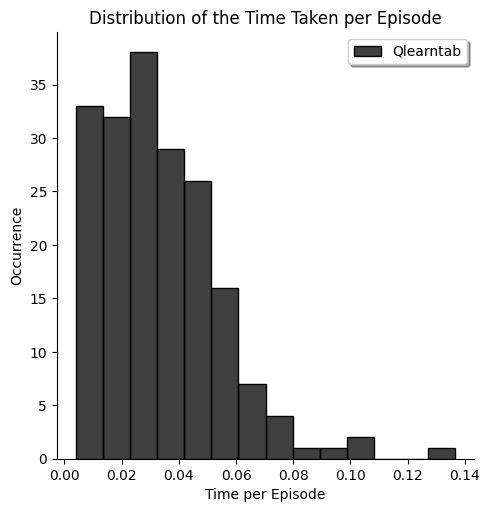 Distribution of the Time Taken per Episode
Qlearntab
35
30
25
20
15
10
5
0
Occurrence
0.00 0.02 0.04 0.06 0.08 0.10 0.12 0.14
Time per Episode